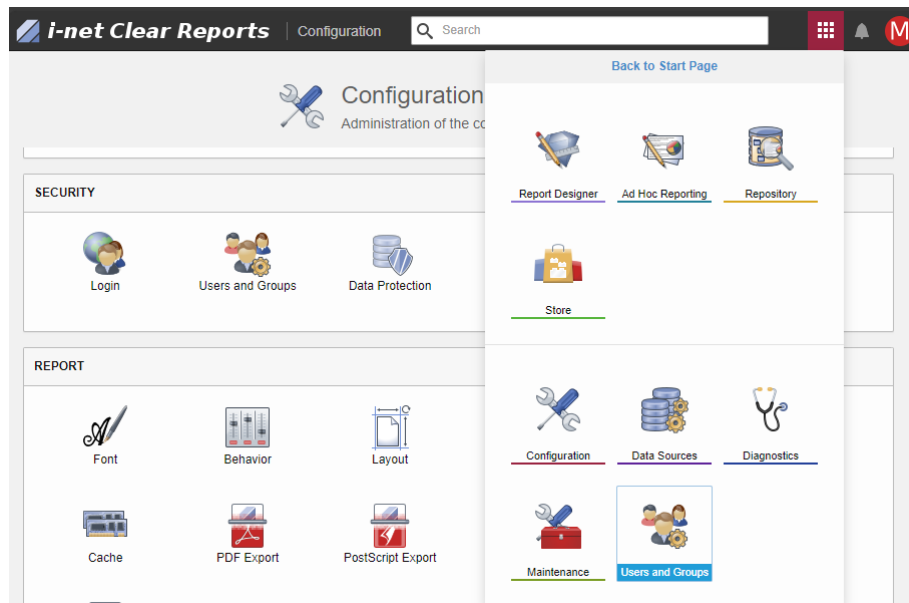 i-net Clear Reports Configuration Search M
Back to Start Page
Configuration
Administration of the co
Report Designer Ad Hoc Reporting Repository
Store
SECURITY
Login Users and Groups Data Protection
REPORT
Font Behavior Layout
Cache PDF Export PostScript Export
Configuration Data Sources Diagnostics
Maintenance Users and Groups